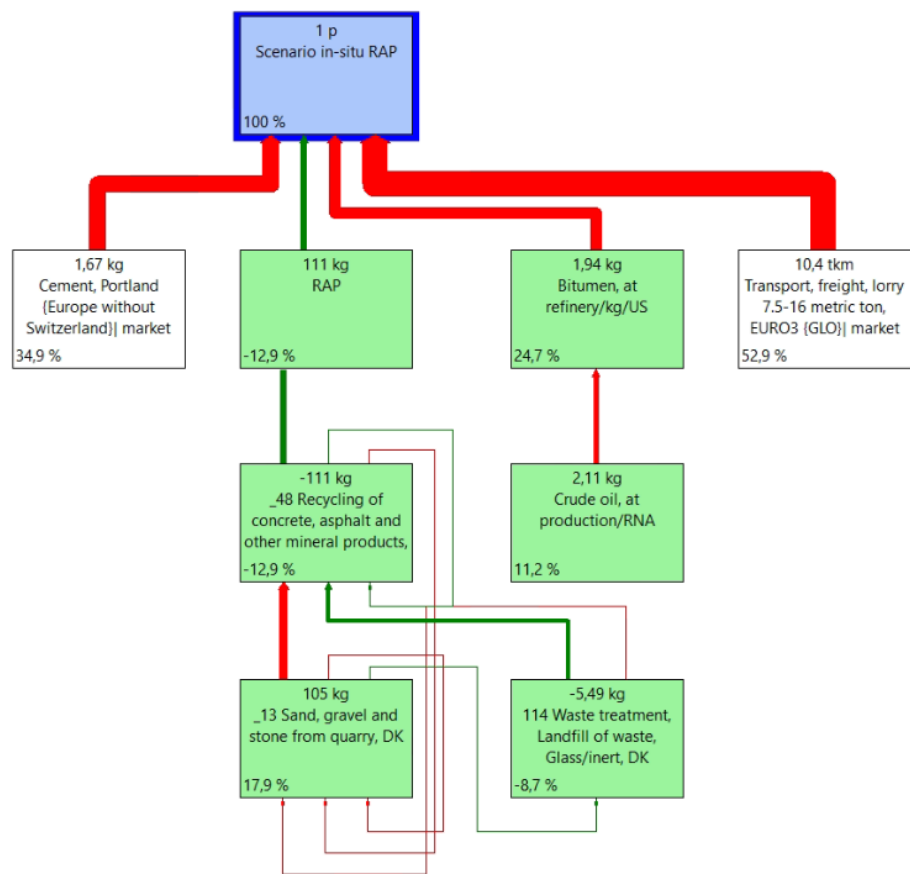 1 p
Scenario in-situ RAP
100 %
1,67 kg
Cement, Portland
{Europe without
Switzerland}| market
34,9 %
111 kg
RAP
-12,9 %
1,94 kg
Bitumen, at
refinery/kg/US
24,7 %
10,4 tkm
Transport, freight, lorry
7.5-16 metric ton,
EURO3 {GLO}| market
52,9 %
-111 kg
_48 Recycling of
concrete, asphalt and
other mineral products,
-12,9 %
2,11 kg
Crude oil, at
production/RNA
11,2 %
105 kg
_13 Sand, gravel and
stone from quarry, DK
17,9 %
-5,49 kg
114 Waste treatment,
Landfill of waste,
Glass/inert, DK
-8,7 %